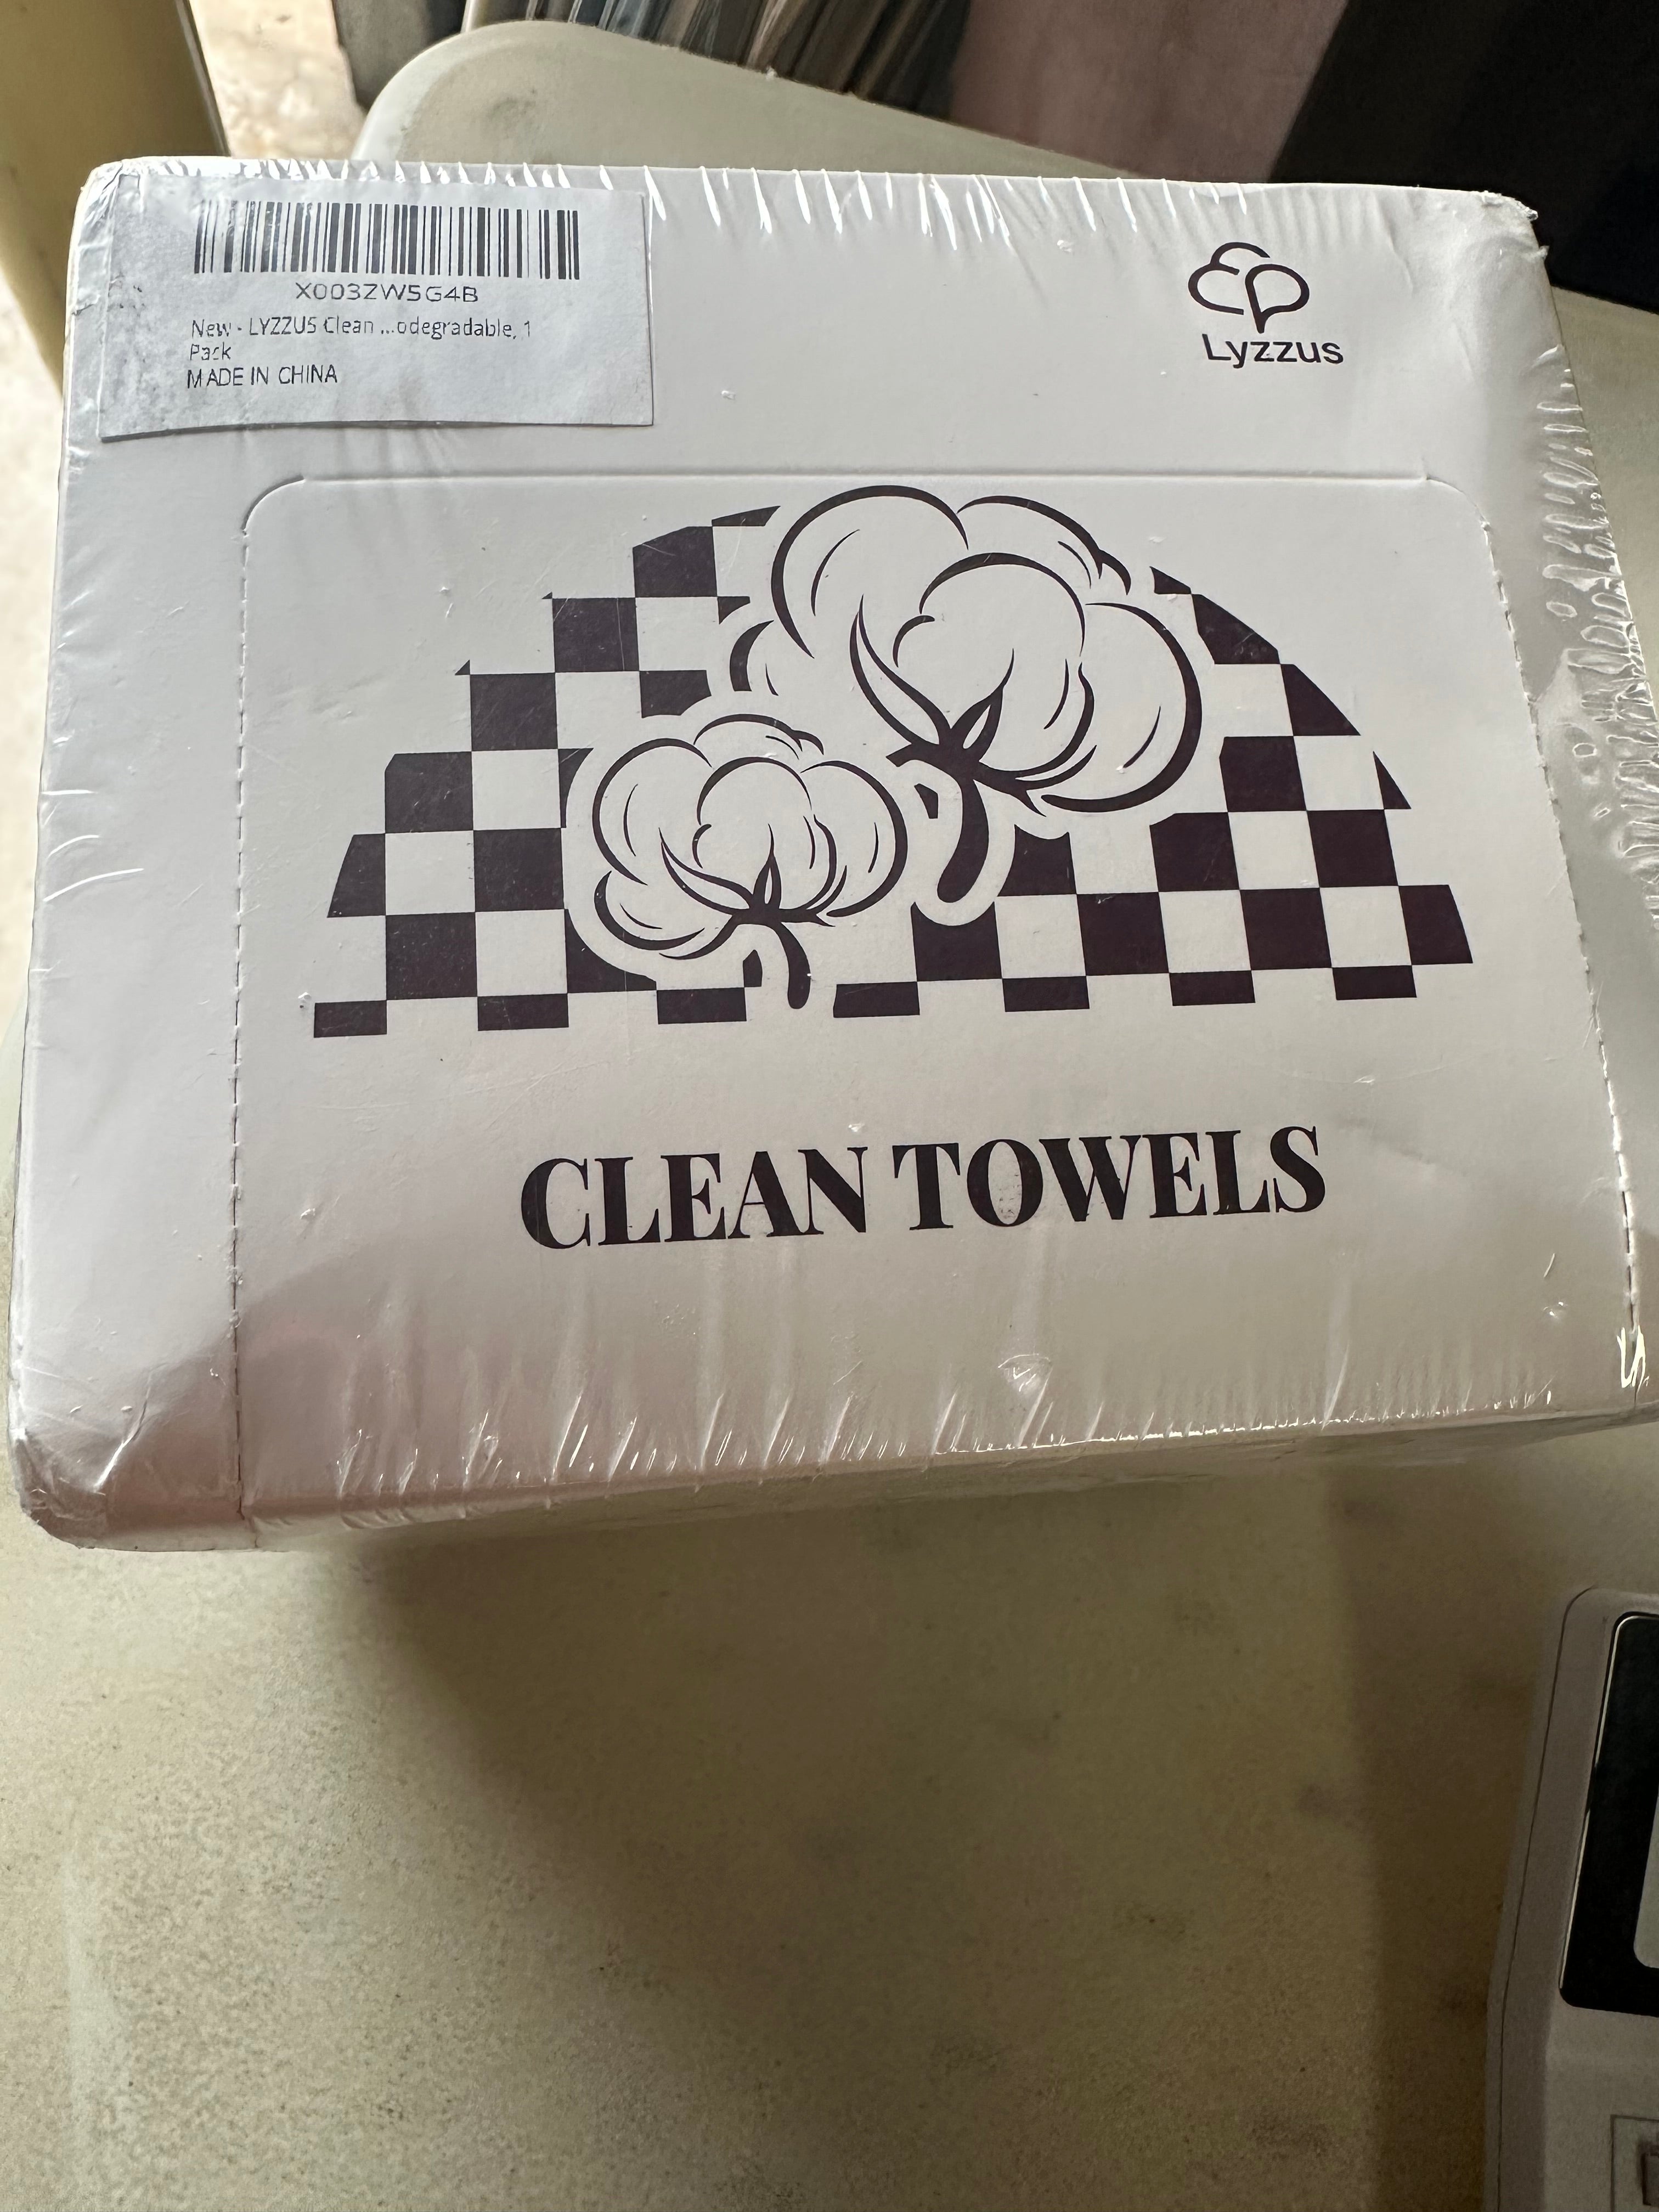 X003ZW5G4B
New - LYZZUS Clean ...odegradable, 1
Pack
MADE IN CHINA
Lyzzus
CLEAN TOWELS